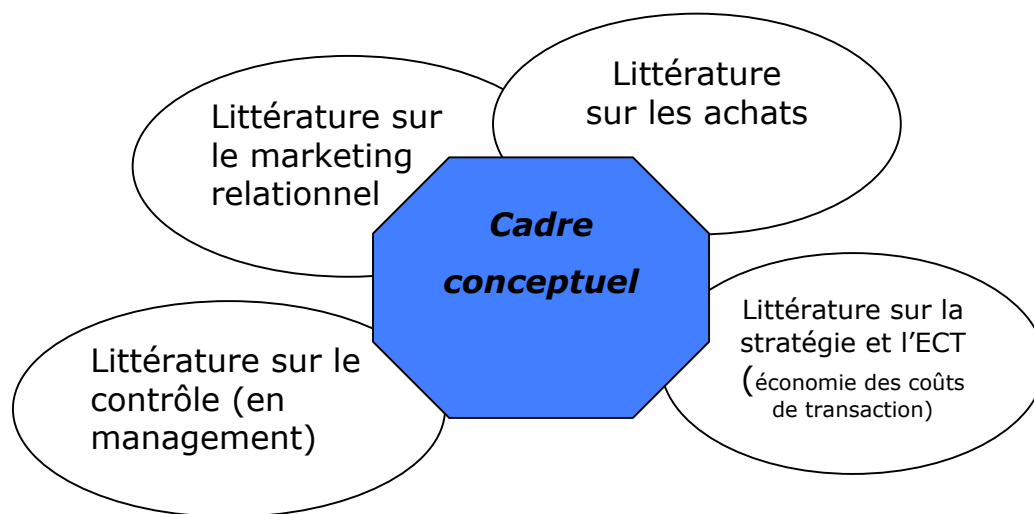 Littérature sur
le marketing
relationnel
Littérature
sur les achats
Cadre
conceptuel
Littérature sur le
contrôle (en
management)
Littérature sur la
stratégie et l’ECT
(économie des coûts
de transaction)